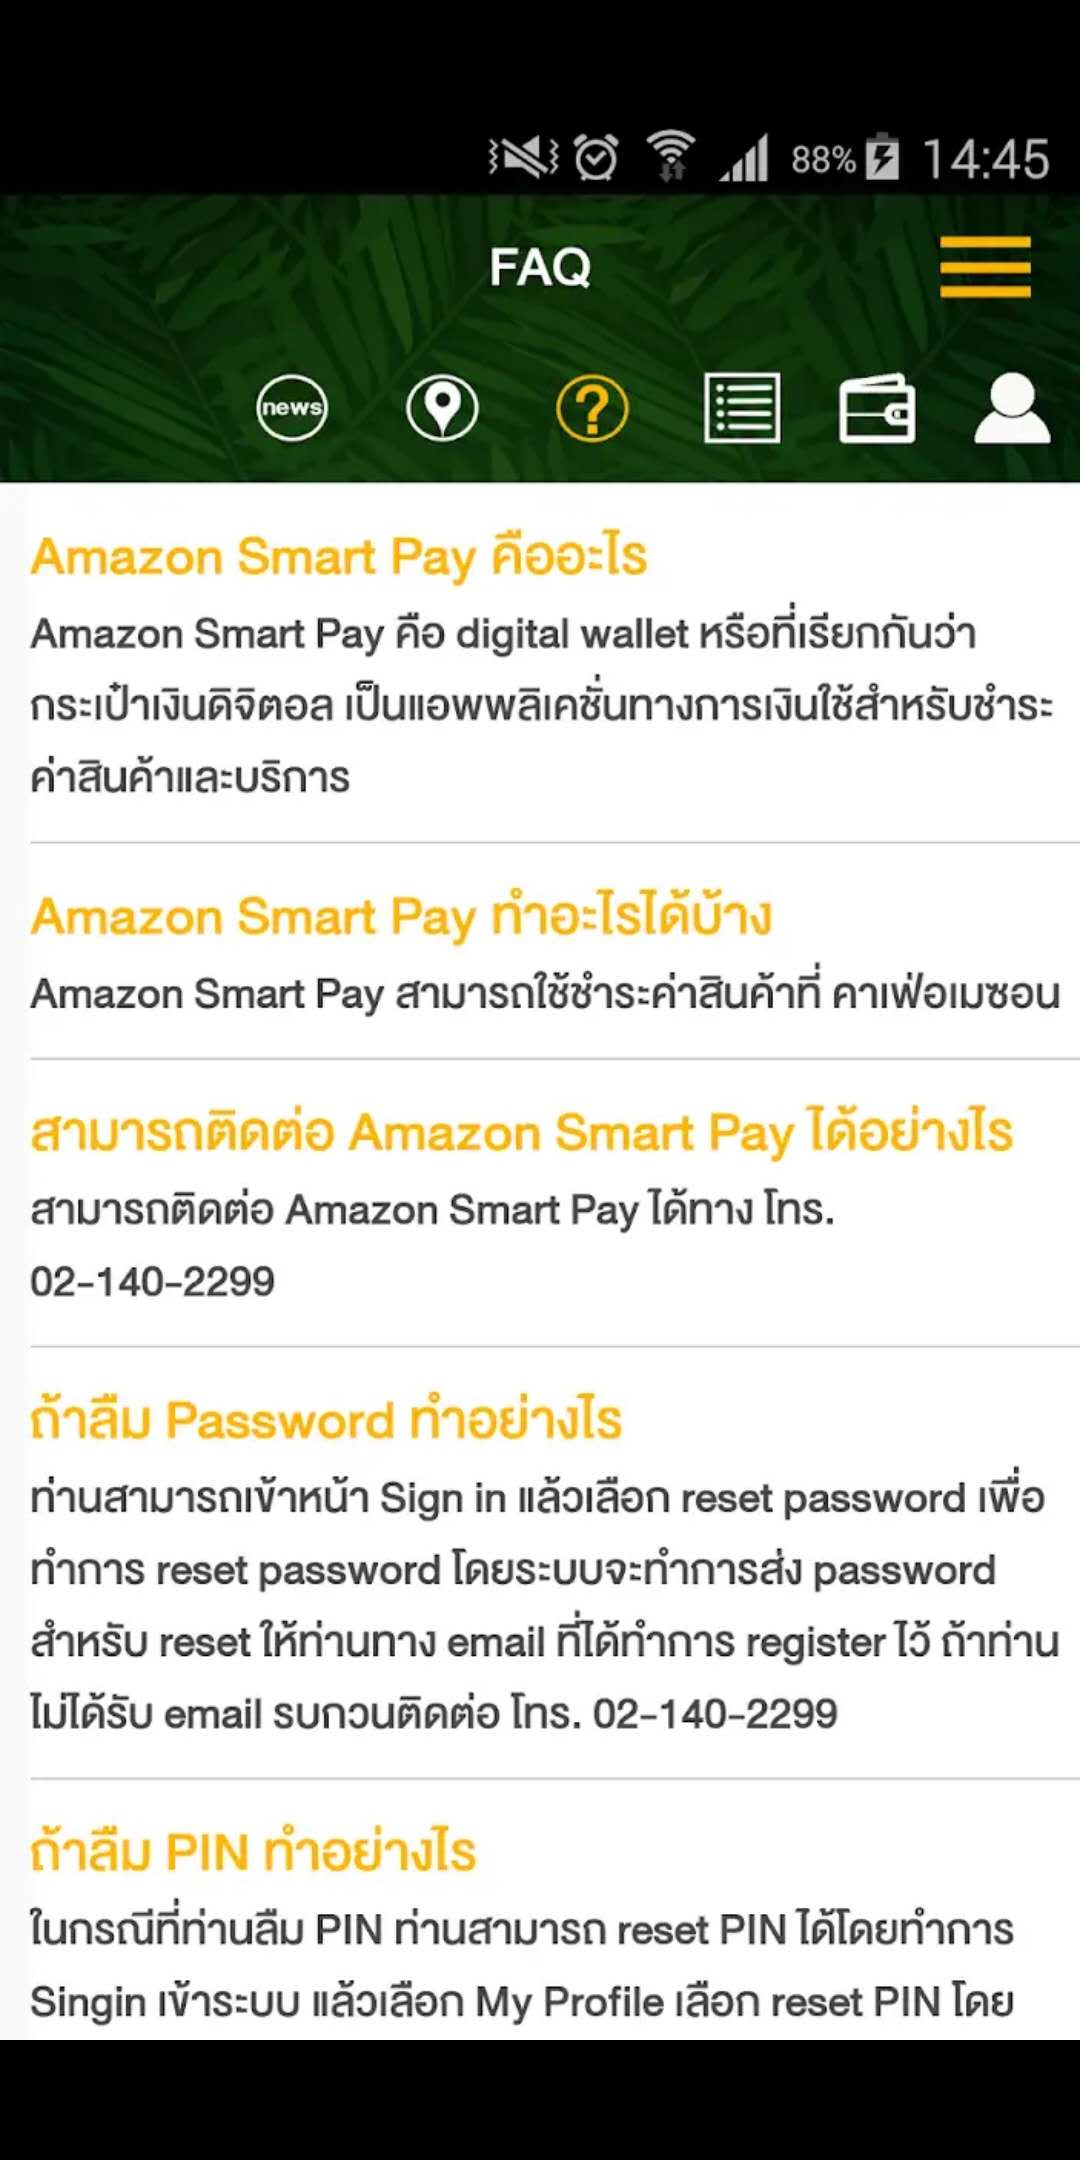 88% 14:45
FAQ
news
Amazon Smart Pay คืออะไร
Amazon Smart Pay คือ digital wallet หรือที่เรียกกันว่า
กระเป๋าเงินดิจิตอล เป็นแอพพลิเคชั่นทางการเงินใช้สำหรับชำระ
ค่าสินค้าและบริการ
Amazon Smart Pay ทำอะไรได้บ้าง
Amazon Smart Pay สามารถใช้ชำระค่าสินค้าที่ คาเฟ่อเมซอน
สามารถติดต่อ Amazon Smart Pay ได้อย่างไร
สามารถติดต่อ Amazon Smart Pay ได้ทาง โทร.
02-140-2299
ถ้าลืม Password ทำอย่างไร
ท่านสามารถเข้าหน้า Sign in แล้วเลือก reset password เพื่อ
ทำการ reset password โดยระบบจะทำการส่ง password
สำหรับ reset ให้ท่านทาง email ที่ได้ทำการ register ไว้ ถ้าท่าน
ไม่ได้รับ email รบกวนติดต่อ โทร. 02-140-2299
ถ้าลืม PIN ทำอย่างไร
ในกรณีที่ท่านลืม PIN ท่านสามารถ reset PIN ได้โดยทำการ
Singin เข้าระบบ แล้วเลือก My Profile เลือก reset PIN โดย